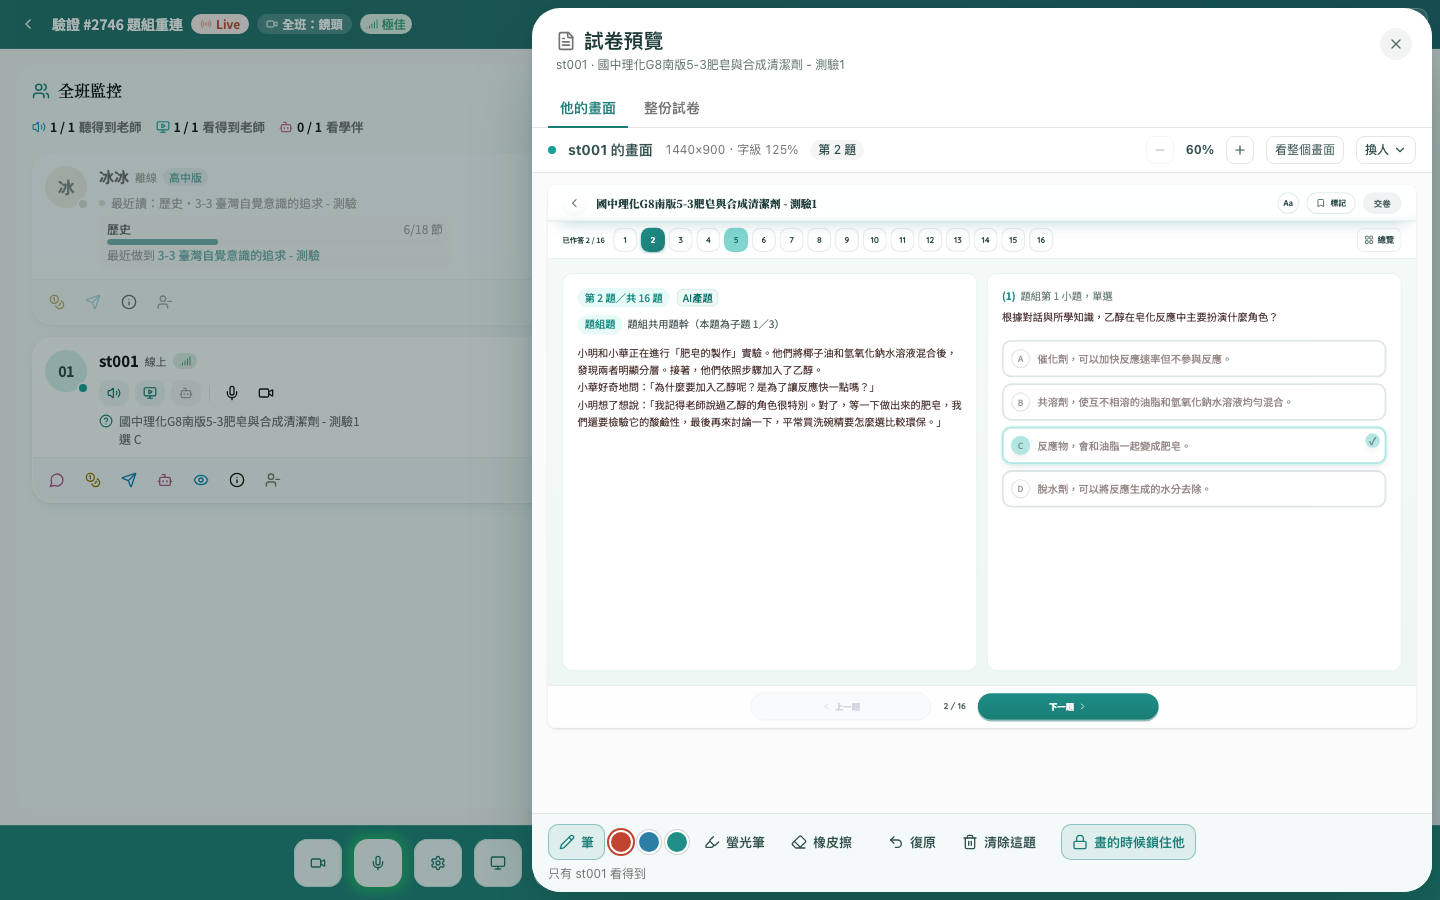 驗證 #2746 題組重連
Live
全班：鏡頭
極佳
全班監控
1 / 1 聽得到老師
1 / 1 看得到老師
0 / 1 看學伴
冰
冰冰 離線 高中版
最近讀：歷史・3-3 臺灣自覺意識的追求 - 測驗
歷史 6/18 節
最近做到 3-3 臺灣自覺意識的追求 - 測驗
01
st001 線上
國中理化G8南版5-3肥皂與合成清潔劑 - 測驗1
選 C
試卷預覽
st001 · 國中理化G8南版5-3肥皂與合成清潔劑 - 測驗1
他的畫面 整份試卷
st001 的畫面 1440×900・字級 125% 第 2 題
60%
看整個畫面
換人
國中理化G8南版5-3肥皂與合成清潔劑 - 測驗1
Aa
標記
交卷
已作答 2 / 16 1 2 3 4 5 6 7 8 9 10 11 12 13 14 15 16
總覽
第 2 題／共 16 題 AI產題
題組題 題組共用題幹（本題為子題 1／3）
小明和小華正在進行「肥皂的製作」實驗。他們將椰子油和氫氧化鈉水溶液混合後，
發現兩者明顯分層。接著，他們依照步驟加入了乙醇。
小華好奇地問：「為什麼要加入乙醇呢？是為了讓反應快一點嗎？」
小明想了想說：「我記得老師說過乙醇的角色很特別。對了，等一下做出來的肥皂，我
們還要檢驗它的酸鹼性，最後再來討論一下，平常買洗碗精要怎麼選比較環保。」
(1) 題組第 1 小題，單選
根據對話與所學知識，乙醇在皂化反應中主要扮演什麼角色？
A 催化劑，可以加快反應速率但不參與反應。
B 共溶劑，使互不相溶的油脂和氫氧化鈉水溶液均勻混合。
C 反應物，會和油脂一起變成肥皂。
D 脫水劑，可以將反應生成的水分去除。
上一題
2 / 16
下一題
筆
螢光筆
橡皮擦
復原
清除這題
畫的時候鎖住他
只有 st001 看得到